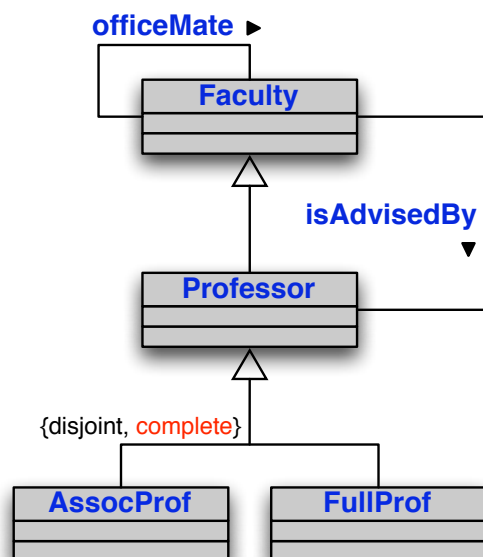 officeMate ▶
Faculty
isAdvisedBy
▼
Professor
{disjoint, complete}
AssocProf
FullProf